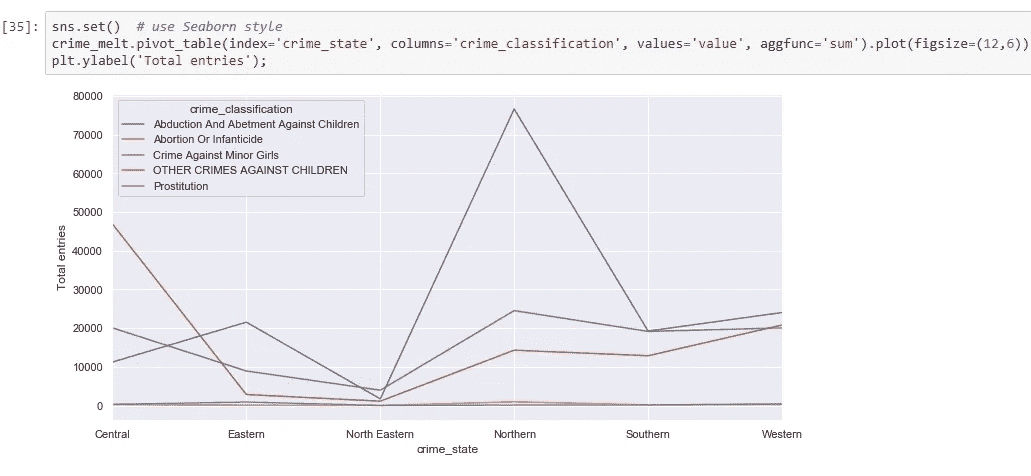 [35]: sns.set()  # use Seaborn style
crime_melt.pivot_table(index='crime_state', columns='crime_classification', values='value', aggfunc='sum').plot(figsize=(12,6))
plt.ylabel('Total entries');
80000
70000
60000
50000
40000
30000
20000
10000
0
Total entries
crime_classification
Abduction And Abetment Against Children
Abortion Or Infanticide
Crime Against Minor Girls
OTHER CRIMES AGAINST CHILDREN
Prostitution
Central Eastern North Eastern Northern Southern Western
crime_state